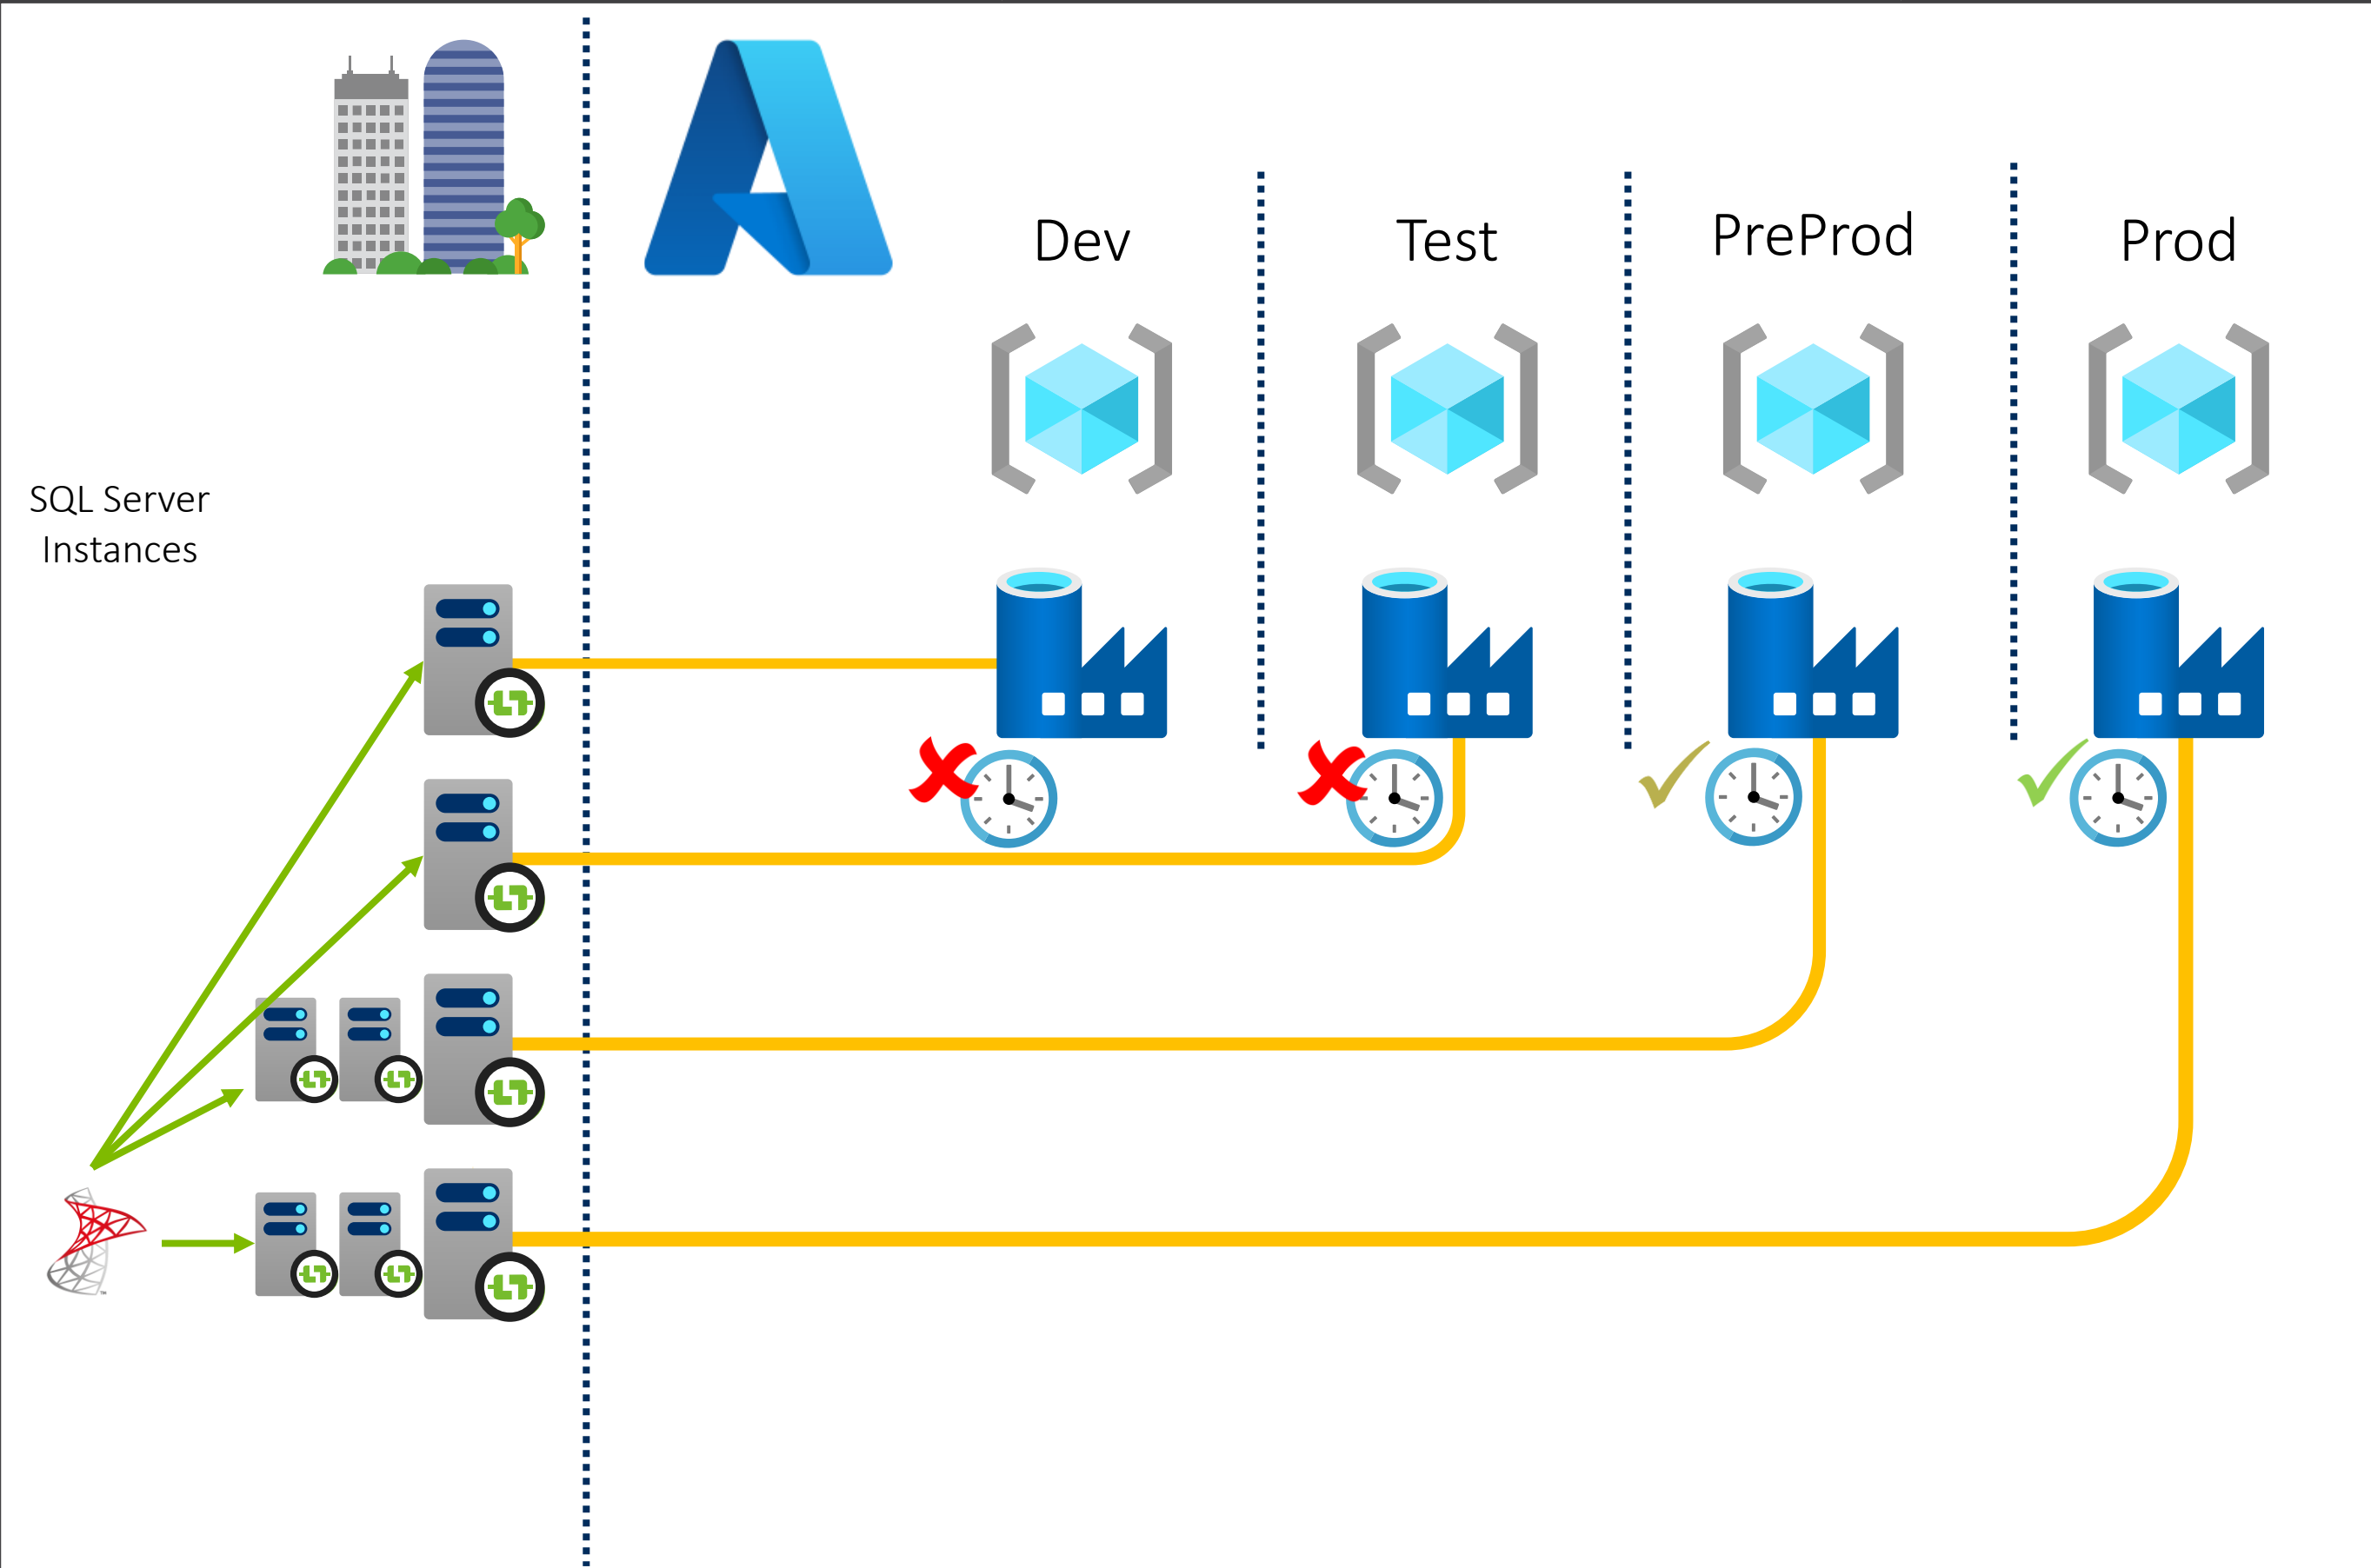 Dev
Test
PreProd
Prod
SQL Server
Instances